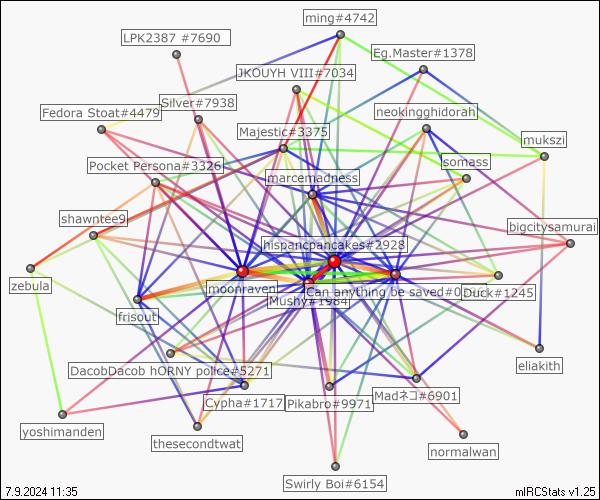 ming#4742
LPK2387 #7690
Eg.Master#1378
JKOUYH VIII#7034
Silver#7938
Fedora Stoat#4479
neokingghidorah
Majestic#3375
mukszi
Pocket Persona#3326
somass
marcemadness
shawntee9
bigcitysamurai
hispancpancakes#2928
zebula
moonraven
Can anything be saved#0
Duck#1245
Mushy#1984
frisout
eliakith
DacobDacob hORNY police#5271
Cypha#1717
Pikabro#9971
Madネコ#6901
yoshimanden
thesecondtwat
normalwan
Swirly Boi#6154
7.9.2024 11:35
mIRCStats v1.25